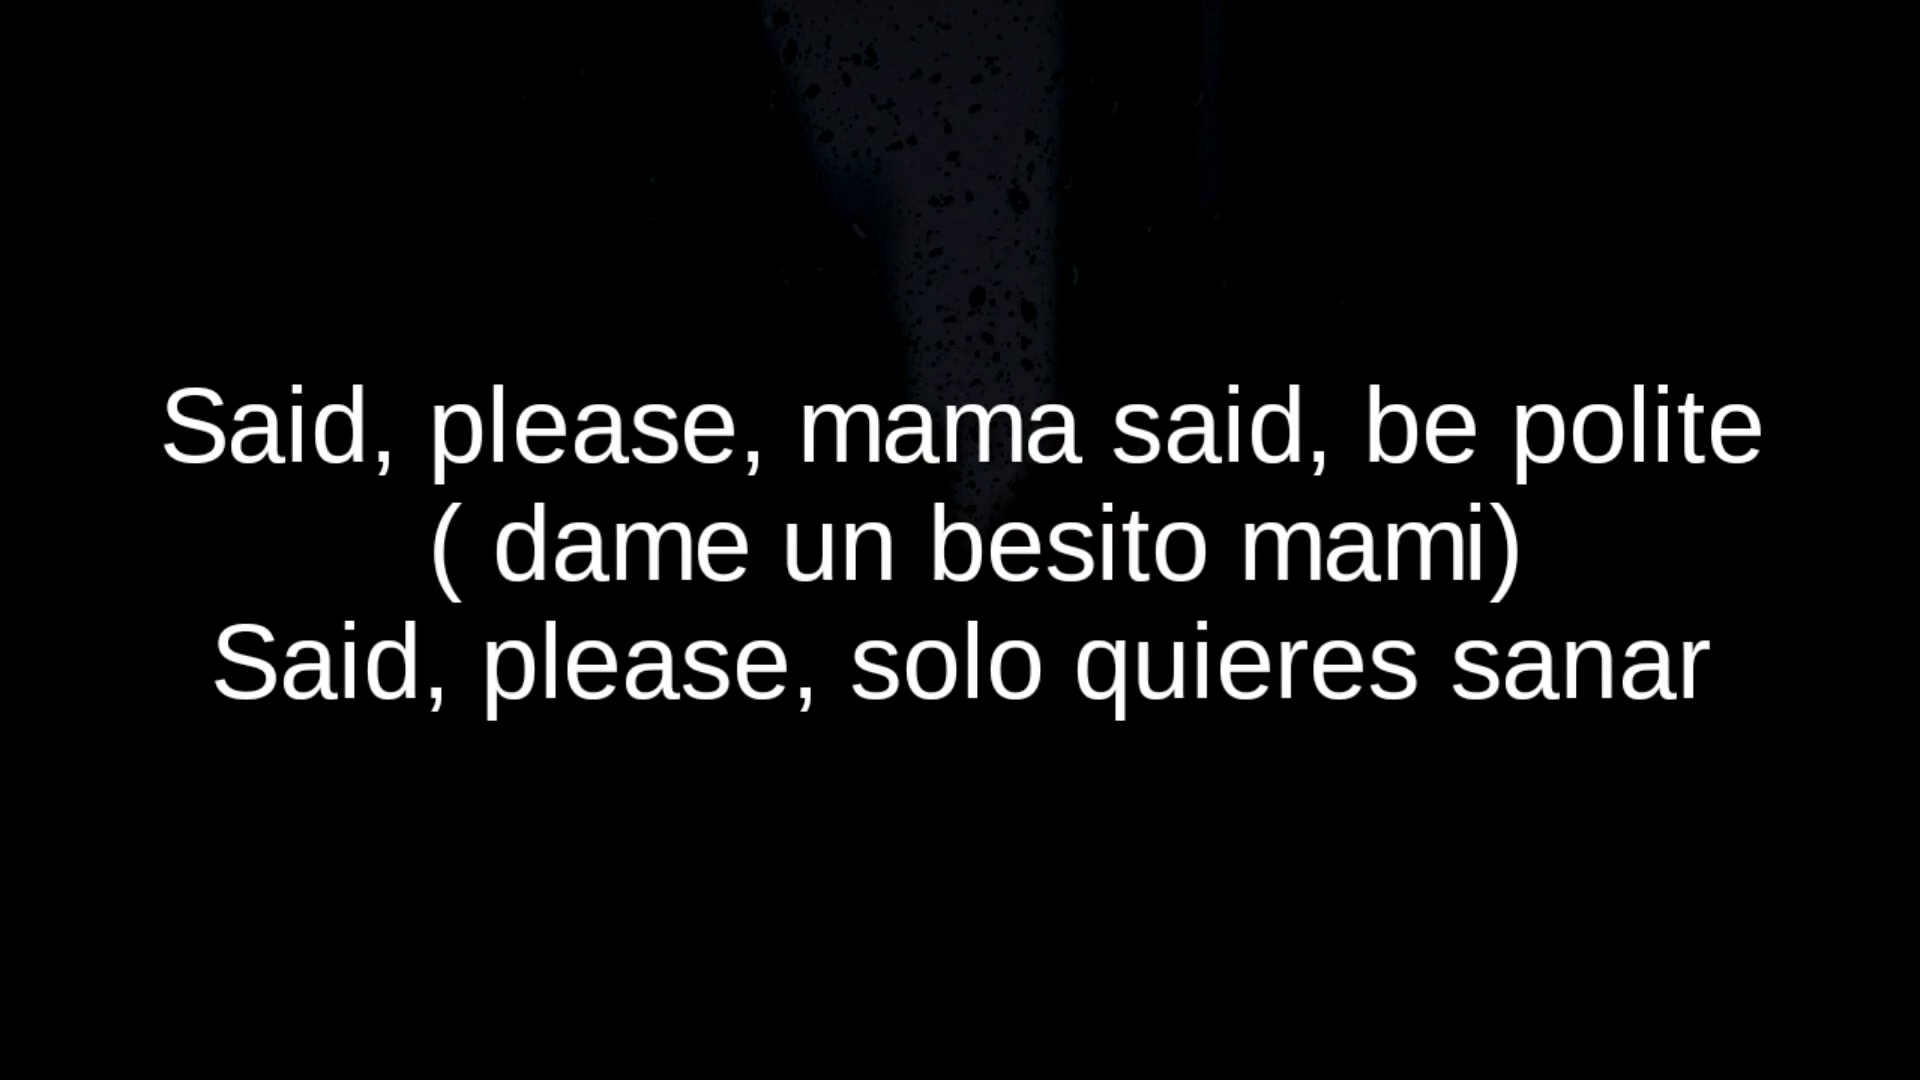 Said, please, mama said, be polite
( dame un besito mami)
Said, please, solo quieres sanar